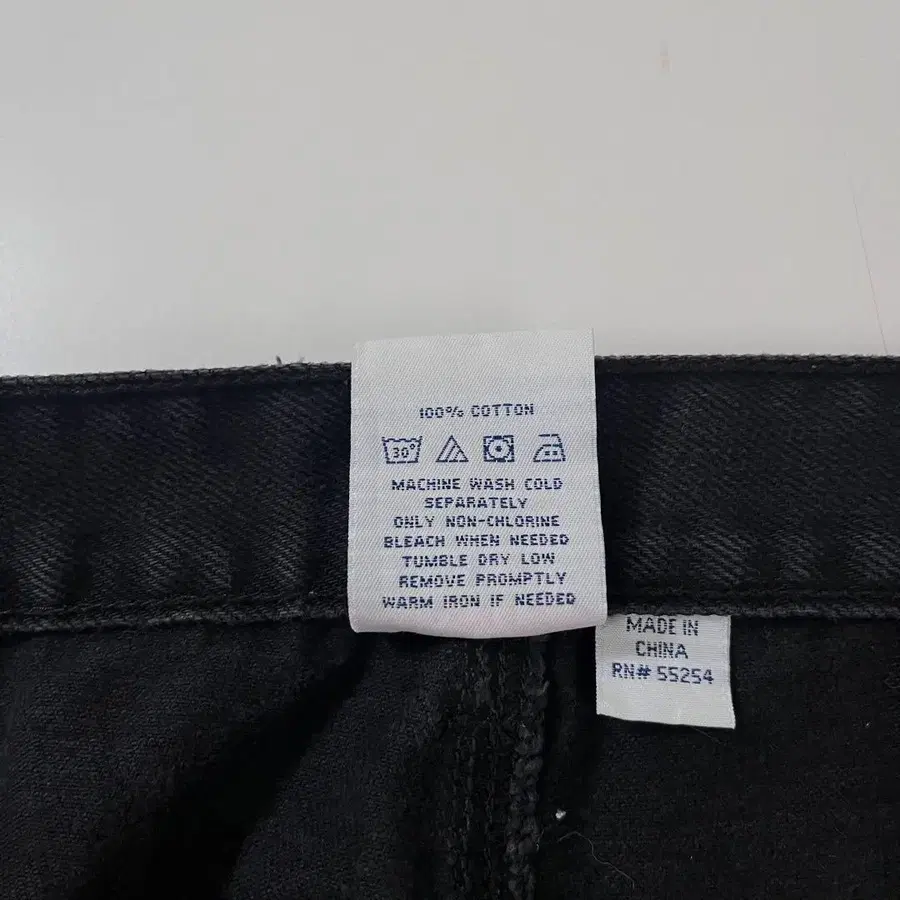 100% COTTON
30°
MACHINE WASH COLD
SEPARATELY
ONLY NON-CHLORINE
BLEACH WHEN NEEDED
TUMBLE DRY LOW
REMOVE PROMPTLY
WARM IRON IF NEEDED
MADE IN
CHINA
RN# 55254